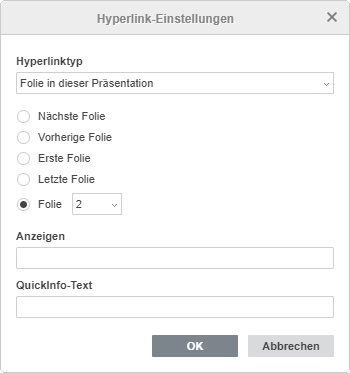 Hyperlink-Einstellungen
Hyperlinktyp
Folie in dieser Präsentation
Nächste Folie
Vorherige Folie
Erste Folie
Letzte Folie
Folie 2
Anzeigen
QuickInfo-Text
OK Abbrechen